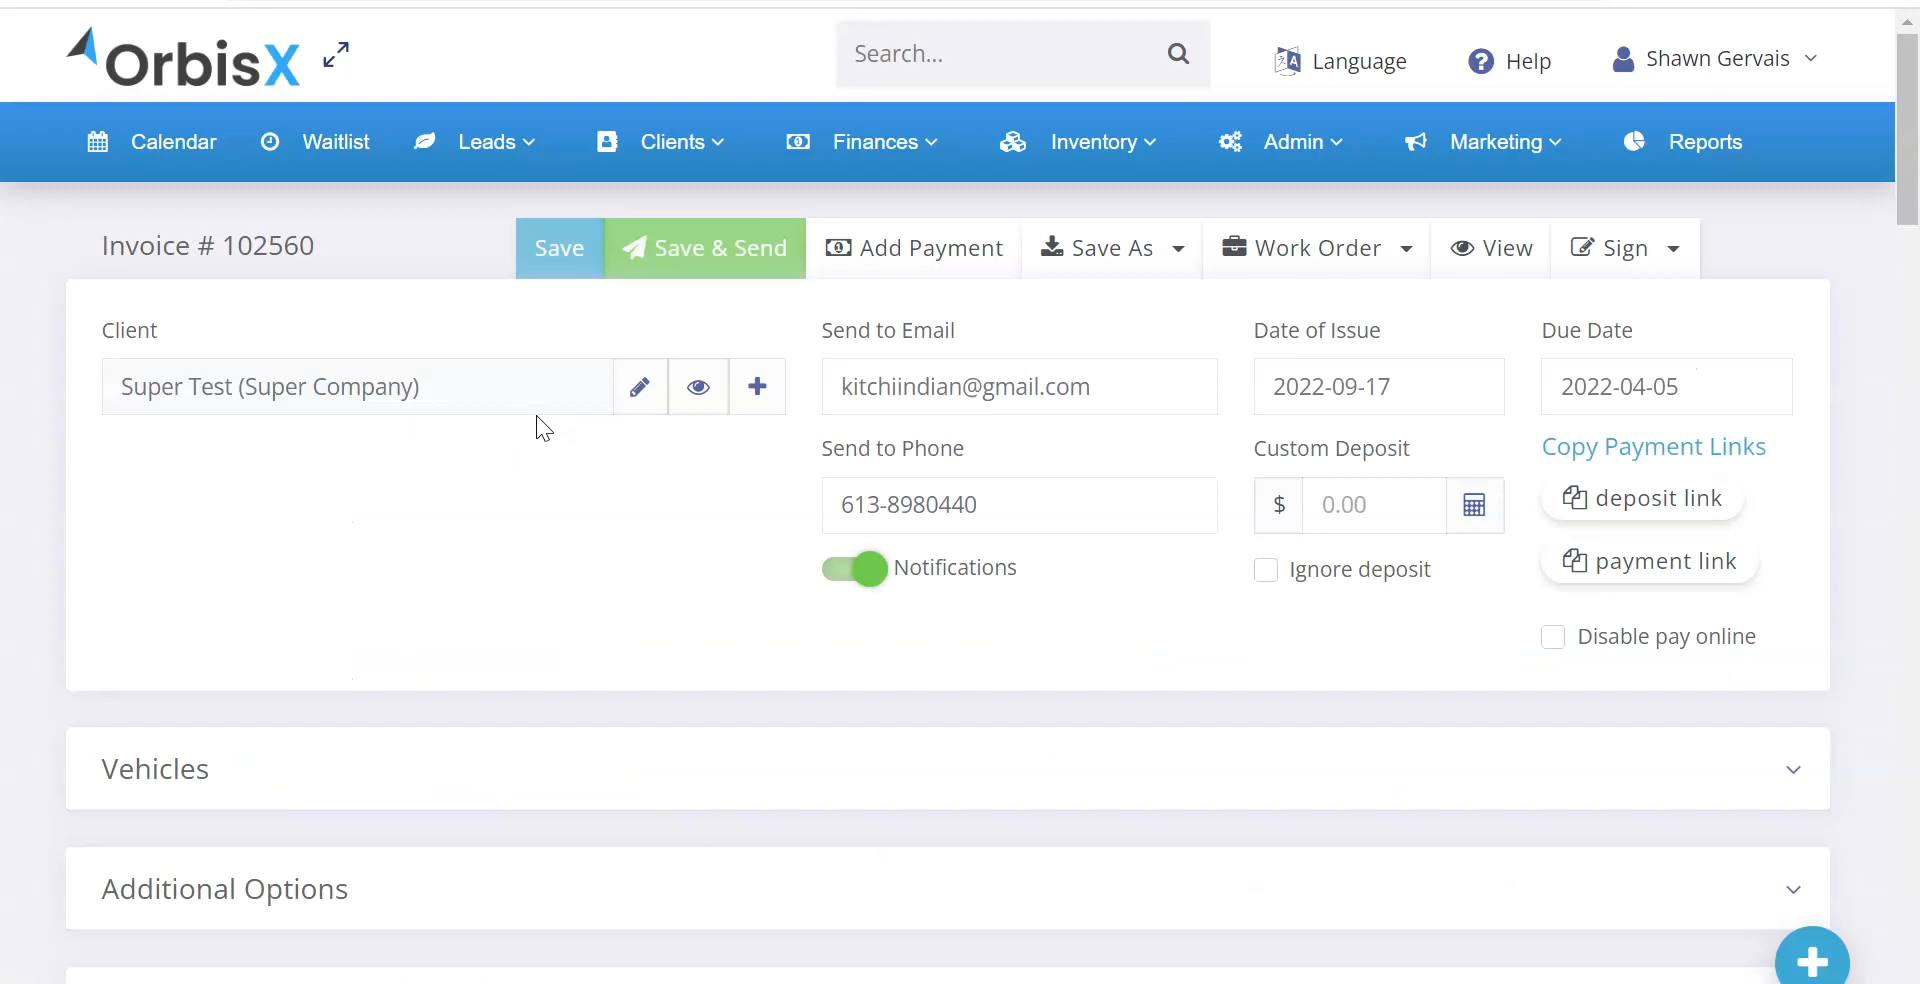 OrbisX
Search...
Language
Help
Shawn Gervais
Calendar
Waitlist
Leads
Clients
Finances
Inventory
Admin
Marketing
Reports
Invoice # 102560
Save
Save & Send
Add Payment
Save As
Work Order
View
Sign
Client
Send to Email
Date of Issue
Due Date
Super Test (Super Company)
kitchiindian@gmail.com
2022-09-17
2022-04-05
Send to Phone
Custom Deposit
Copy Payment Links
613-8980440
$ 0.00
deposit link
Notifications
Ignore deposit
payment link
Disable pay online
Vehicles
Additional Options